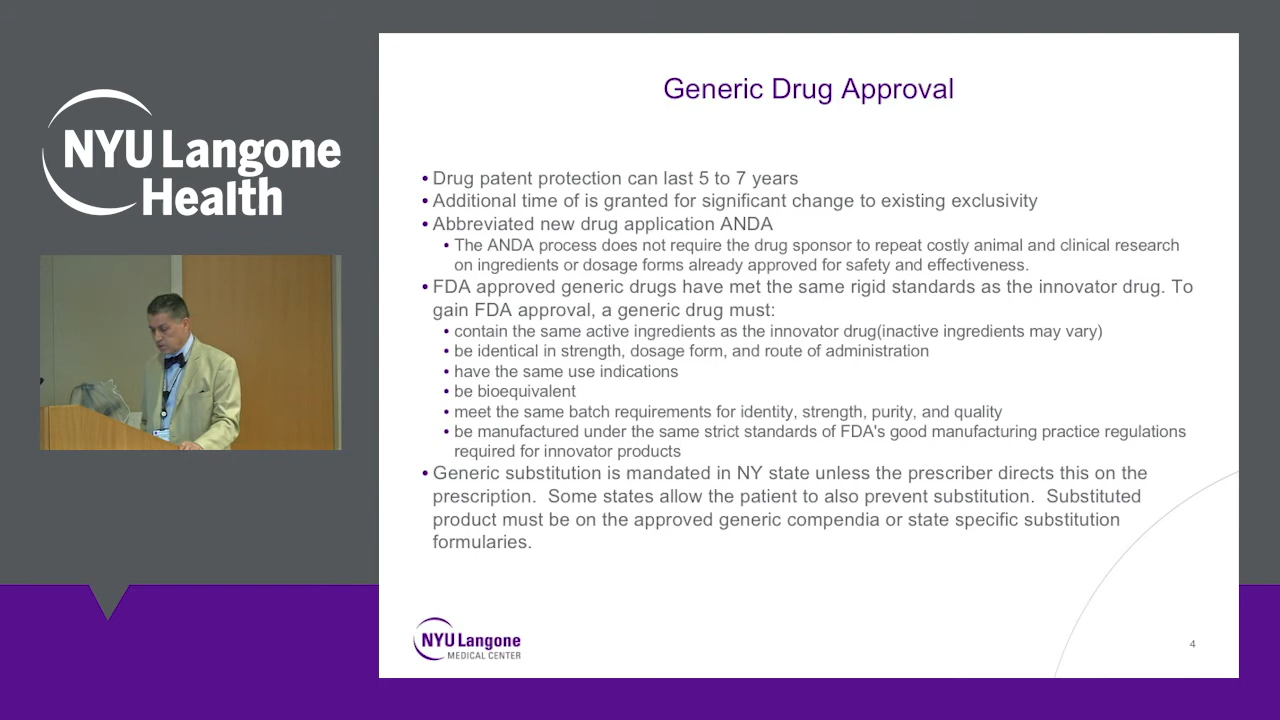 NYU Langone
Health
Generic Drug Approval
• Drug patent protection can last 5 to 7 years
• Additional time of is granted for significant change to existing exclusivity
• Abbreviated new drug application ANDA
• The ANDA process does not require the drug sponsor to repeat costly animal and clinical research
on ingredients or dosage forms already approved for safety and effectiveness.
• FDA approved generic drugs have met the same rigid standards as the innovator drug. To
gain FDA approval, a generic drug must:
• contain the same active ingredients as the innovator drug(inactive ingredients may vary)
• be identical in strength, dosage form, and route of administration
• have the same use indications
• be bioequivalent
• meet the same batch requirements for identity, strength, purity, and quality
• be manufactured under the same strict standards of FDA's good manufacturing practice regulations
required for innovator products
• Generic substitution is mandated in NY state unless the prescriber directs this on the
prescription. Some states allow the patient to also prevent substitution. Substituted
product must be on the approved generic compendia or state specific substitution
formularies.
NYU Langone
MEDICAL CENTER
4